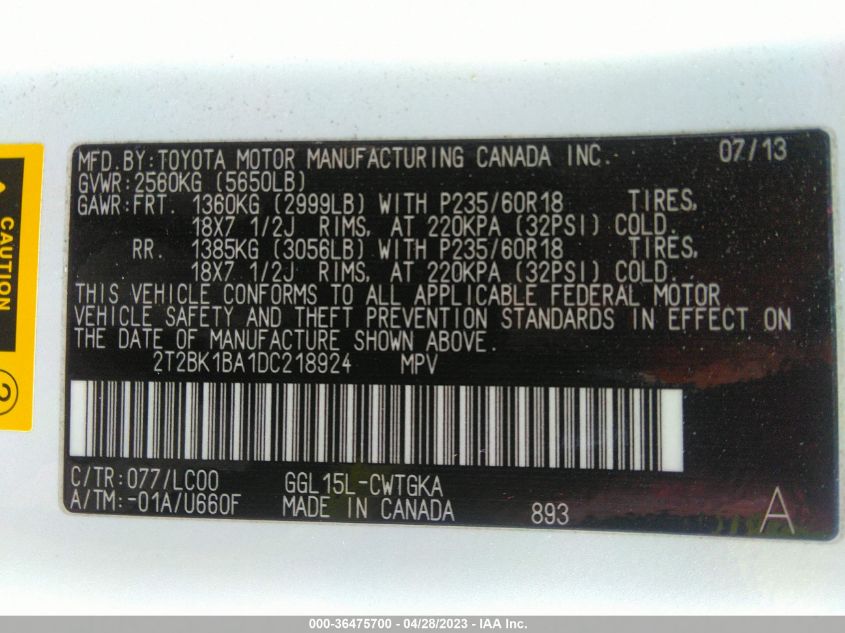 MFD.BY:TOYOTA MOTOR MANUFACTURING CANADA INC. 07/13
GVWR:2560KG (5650LB)
GAWR:FRT. 1360KG (2999LB) WITH P235/60R18 TIRES,
18X7 1/2J RIMS, AT 220KPA (32PSI) COLD.
RR. 1385KG (3056LB) WITH P235/60R18 TIRES,
18X7 1/2J RIMS, AT 220KPA (32PSI) COLD.
THIS VEHICLE CONFORMS TO ALL APPLICABLE FEDERAL MOTOR
VEHICLE SAFETY AND THEFT PREVENTION STANDARDS IN EFFECT ON
THE DATE OF MANUFACTURE SHOWN ABOVE.
2T2BK1BA1DC218924 MPV
C/TR:077/LC00 GGL15L-CWTGKA
A/TM:-01A/U660F MADE IN CANADA 893 A
CAUTION
2
000-36475700 - 04/28/2023 - IAA Inc.